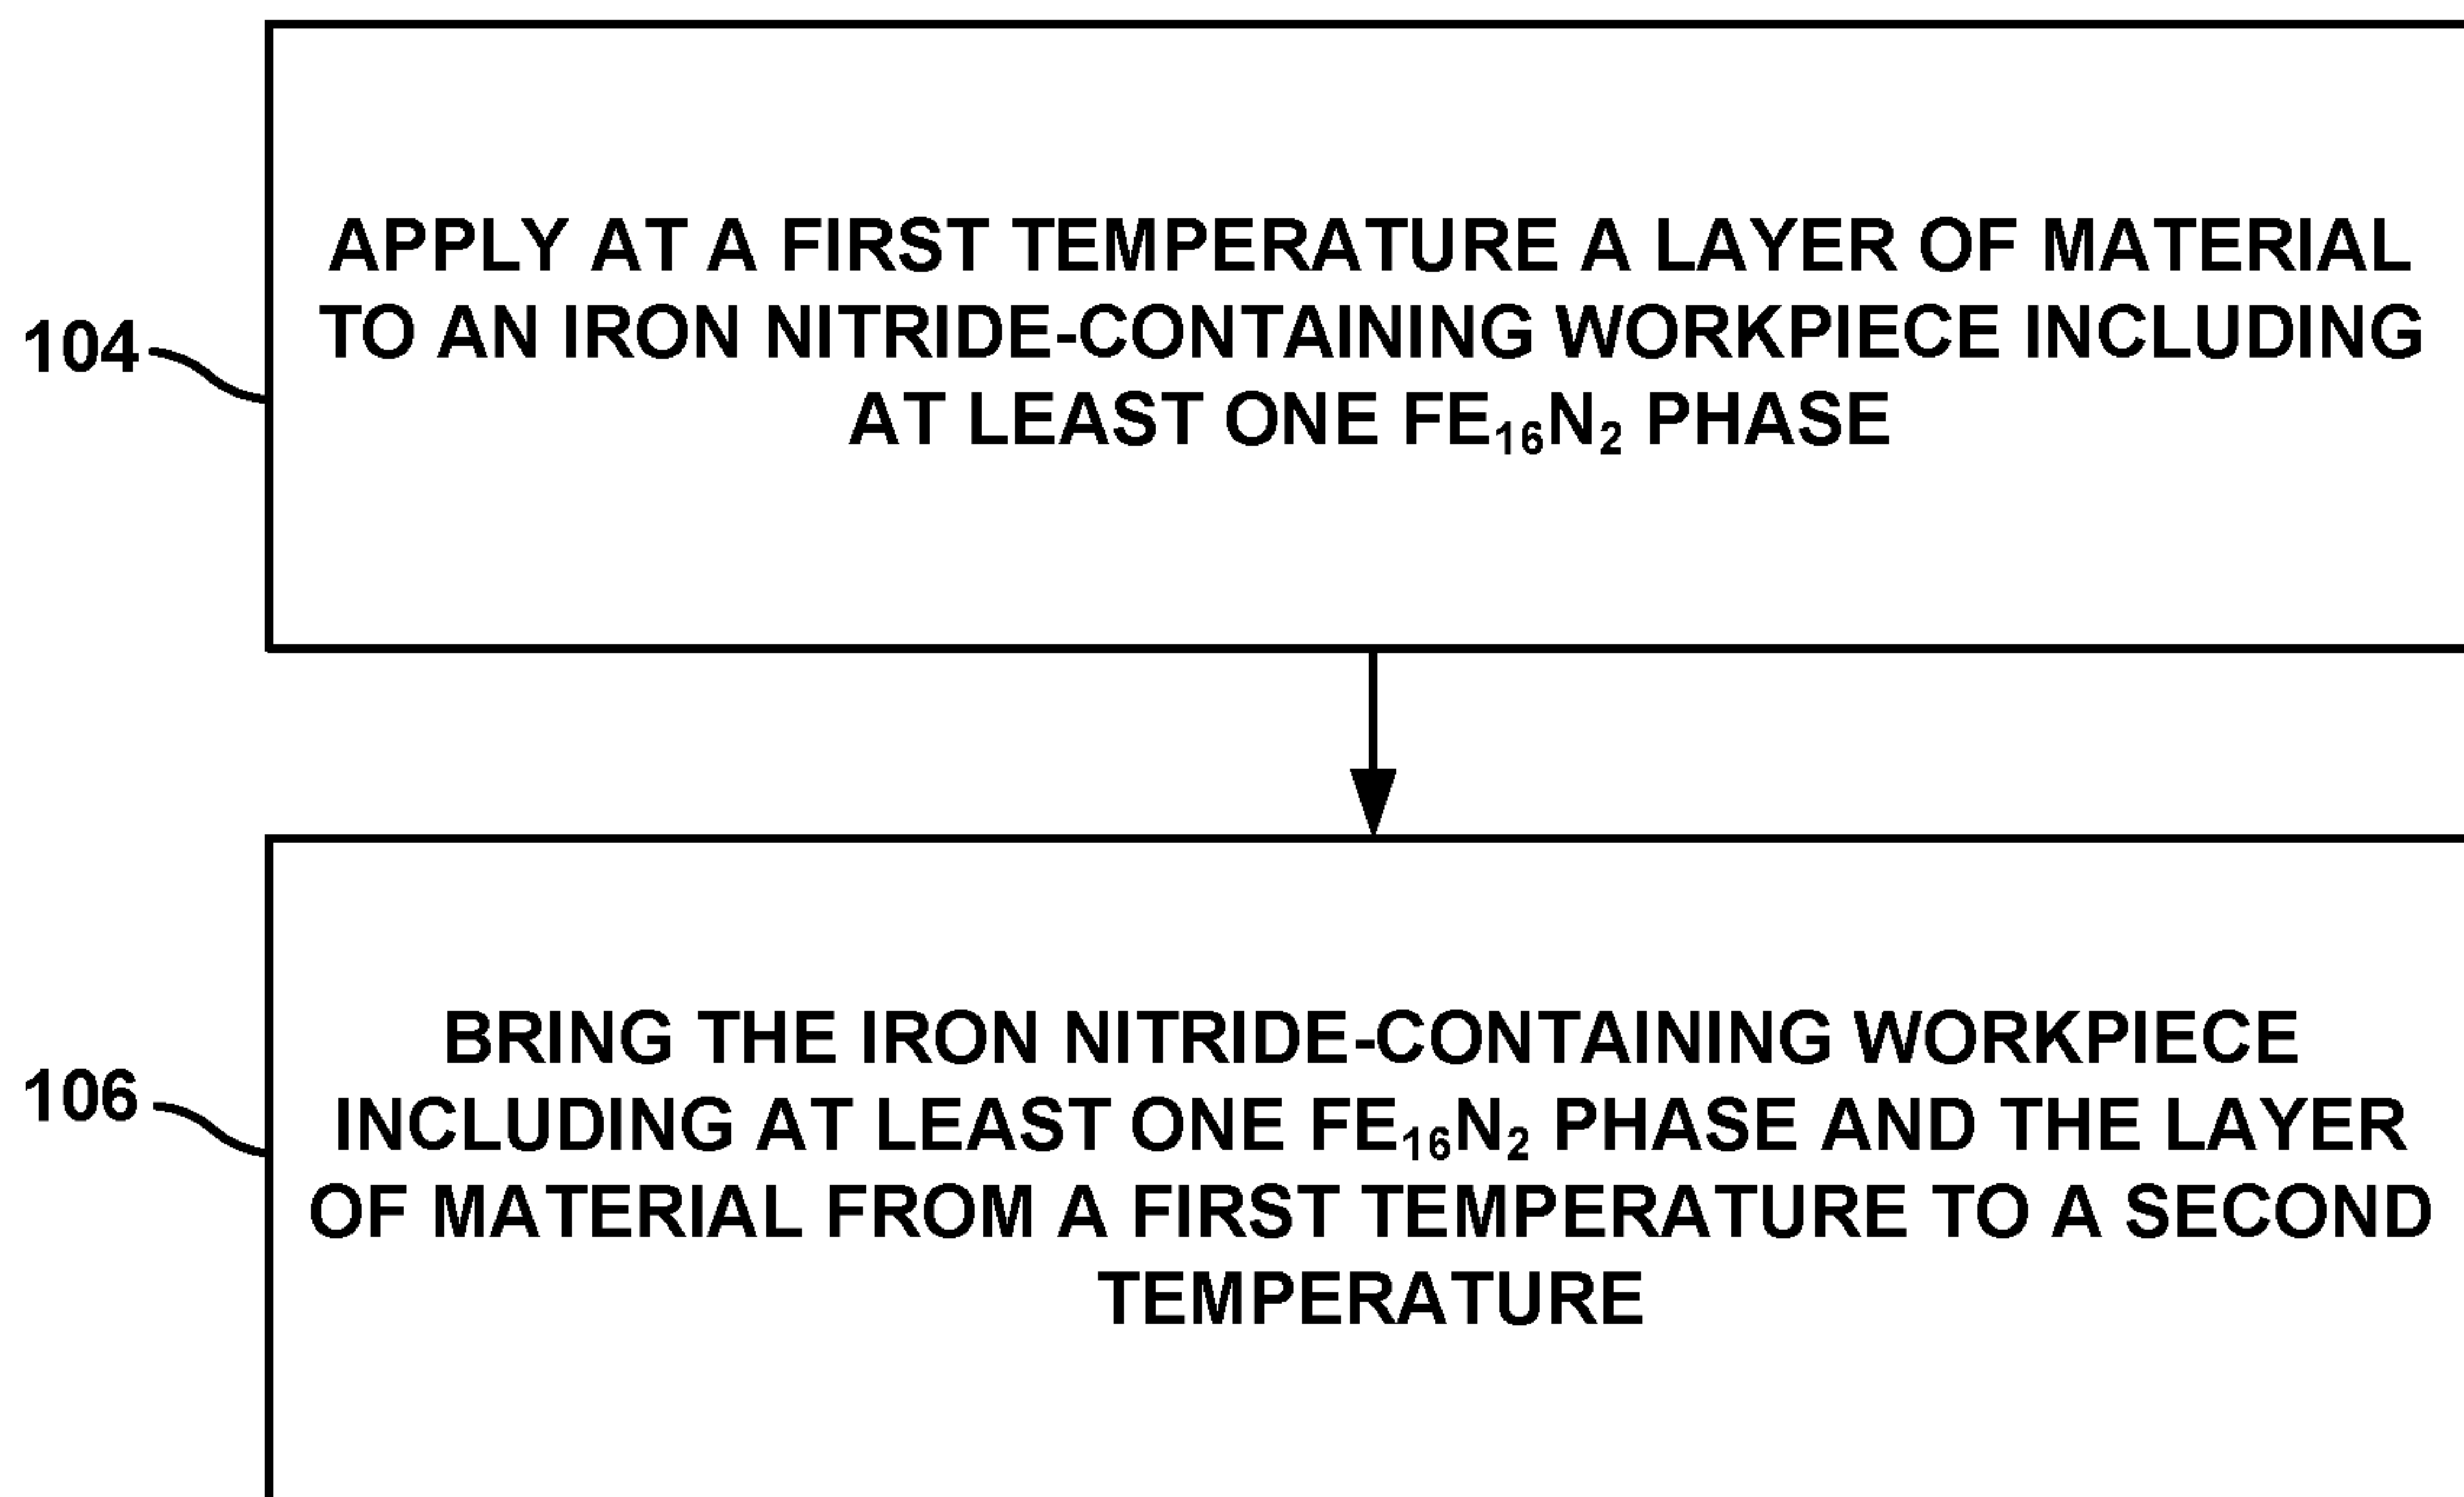 APPLY AT A FIRST TEMPERATURE A LAYER OF MATERIAL
TO AN IRON NITRIDE-CONTAINING WORKPIECE INCLUDING
AT LEAST ONE FE₁₆N₂ PHASE
104
BRING THE IRON NITRIDE-CONTAINING WORKPIECE
INCLUDING AT LEAST ONE FE₁₆N₂ PHASE AND THE LAYER
OF MATERIAL FROM A FIRST TEMPERATURE TO A SECOND
TEMPERATURE
106